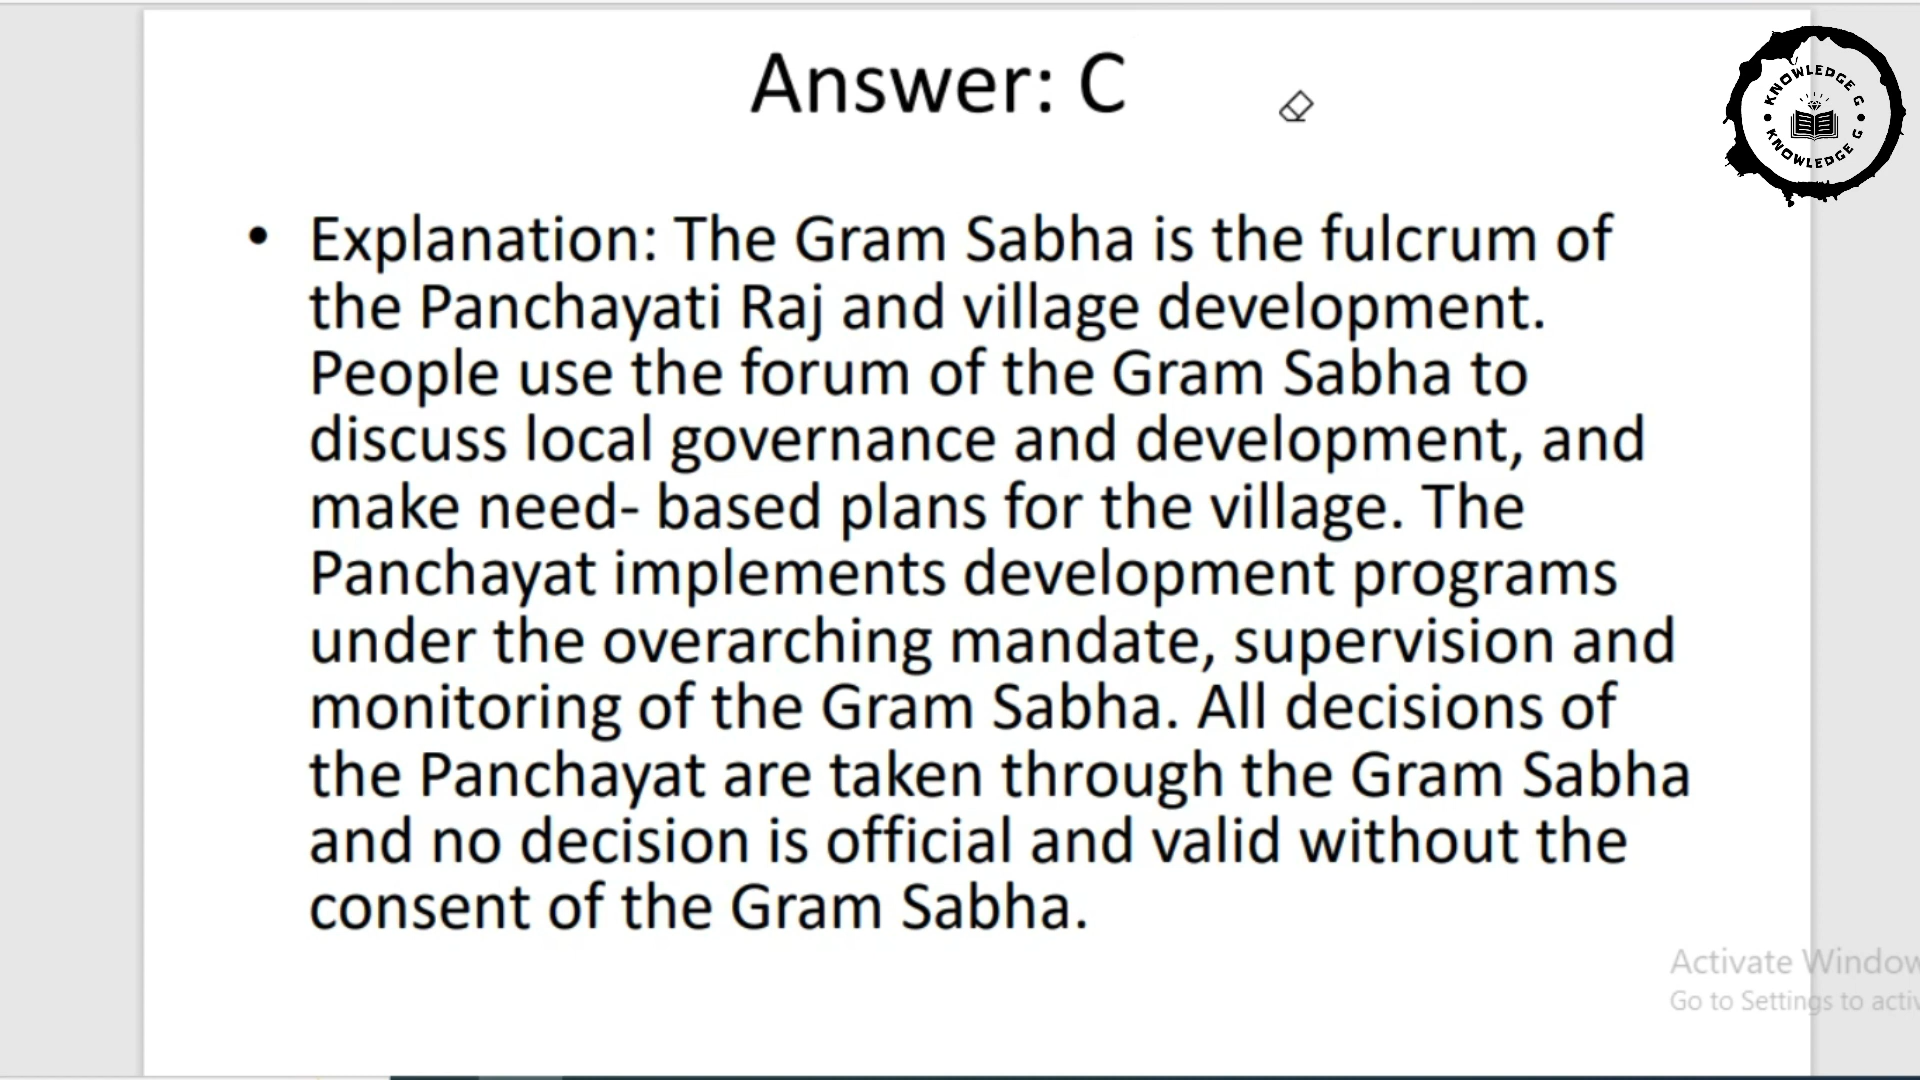 Answer: C
KNOWLEDGE G
KNOWLEDGE G
• Explanation: The Gram Sabha is the fulcrum of
the Panchayati Raj and village development.
People use the forum of the Gram Sabha to
discuss local governance and development, and
make need- based plans for the village. The
Panchayat implements development programs
under the overarching mandate, supervision and
monitoring of the Gram Sabha. All decisions of
the Panchayat are taken through the Gram Sabha
and no decision is official and valid without the
consent of the Gram Sabha.
Activate Window
Go to Settings to activ